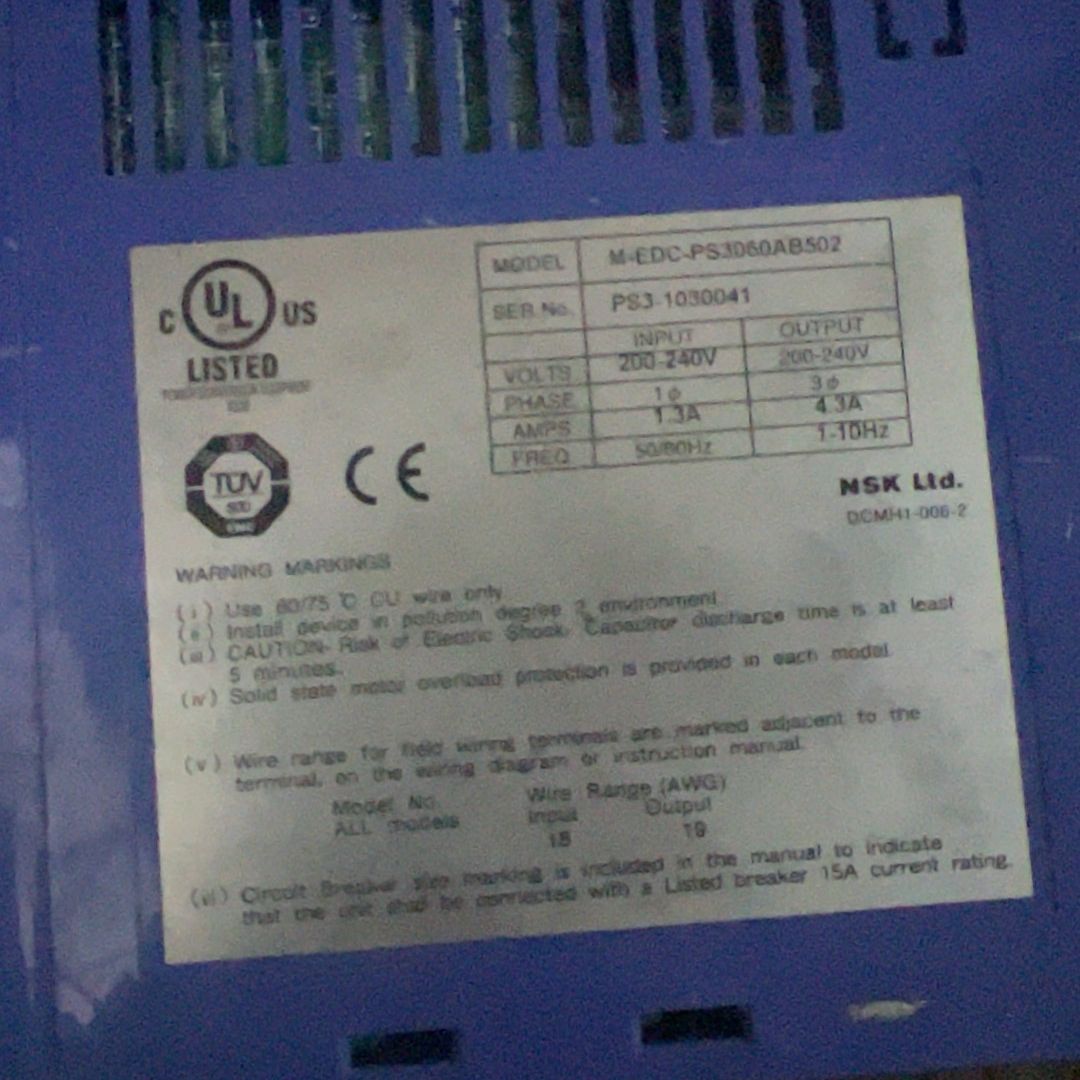 C UL US
LISTED
MODEL M-EDC-PS3060AB502
SER.No. PS3-1030041
INPUT OUTPUT
VOLTS 200-240V 200-240V
PHASE 1φ 3φ
AMPS 1.3A 4.3A
FREQ 50/60Hz 1-10Hz
TÜV
CE
NSK Ltd.
DCMH1-006-2
WARNING MARKINGS
(i) Use 60/75 ℃ CU wire only
(ii) Install device in pollution degree 2 environment
(iii) CAUTION- Risk of Electric Shock- Capacitor discharge time is at least
5 minutes.
(iv) Solid state motor overload protection is provided in each model
(v) Wire range for field wiring terminals are marked adjacent to the
terminal, on the wiring diagram or instruction manual
Model No. Wire Range (AWG)
ALL models Input Output
18 19
(vi) Circuit Breaker size marking is included in the manual to indicate
that the unit shall be connected with a Listed breaker 15A current rating.